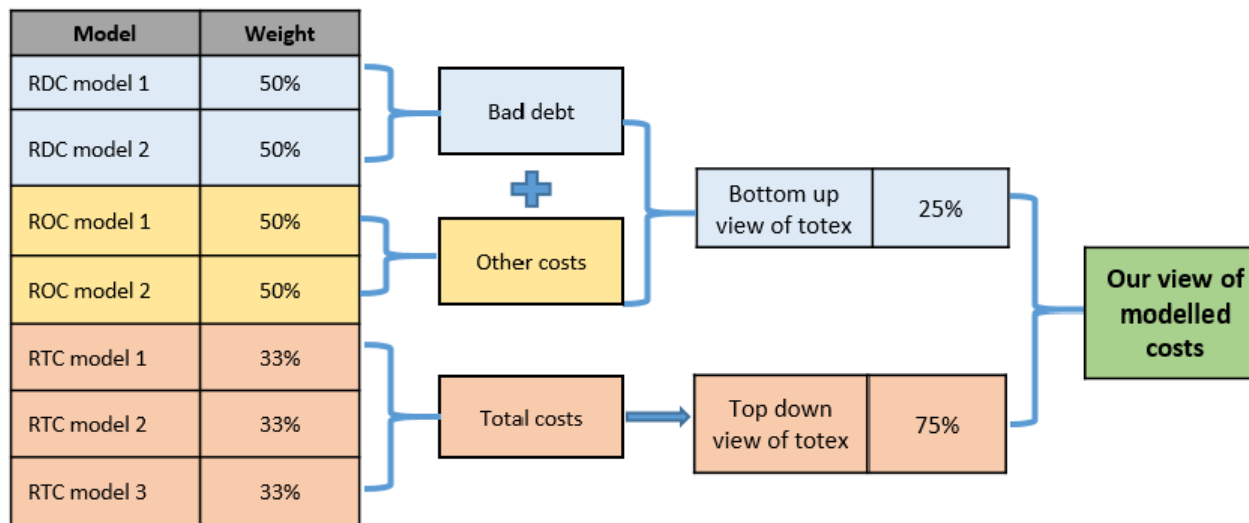 Model Weight
RDC model 1 50%
RDC model 2 50%
ROC model 1 50%
ROC model 2 50%
RTC model 1 33%
RTC model 2 33%
RTC model 3 33%
Bad debt
Other costs
Total costs
Bottom up
view of totex
25%
Top down
view of totex
75%
Our view of
modelled
costs